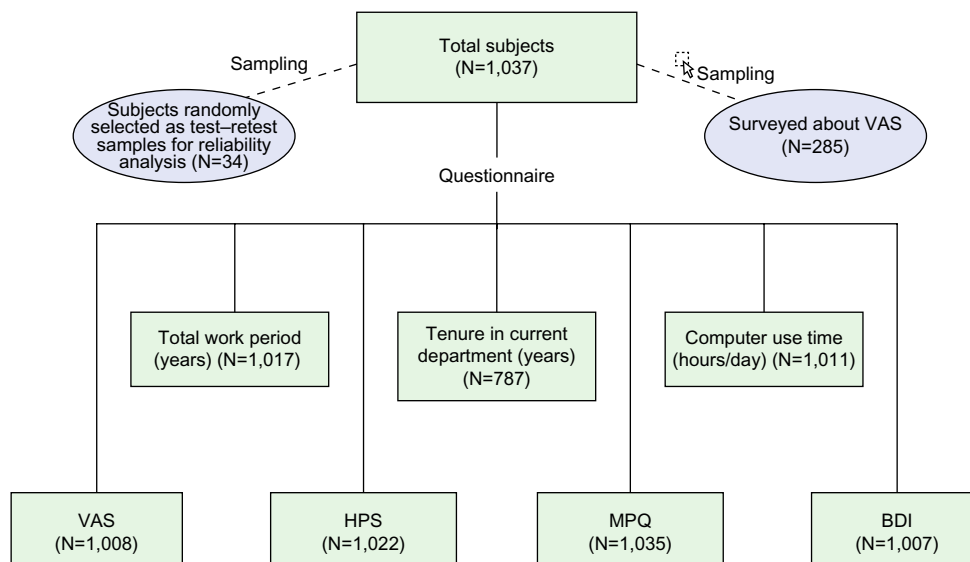 Total subjects
(N=1,037)
Sampling
Sampling
Subjects randomly
selected as test–retest
samples for reliability
analysis (N=34)
Surveyed about VAS
(N=285)
Questionnaire
Total work period
(years) (N=1,017)
Tenure in current
department (years)
(N=787)
Computer use time
(hours/day) (N=1,011)
VAS
(N=1,008)
HPS
(N=1,022)
MPQ
(N=1,035)
BDI
(N=1,007)